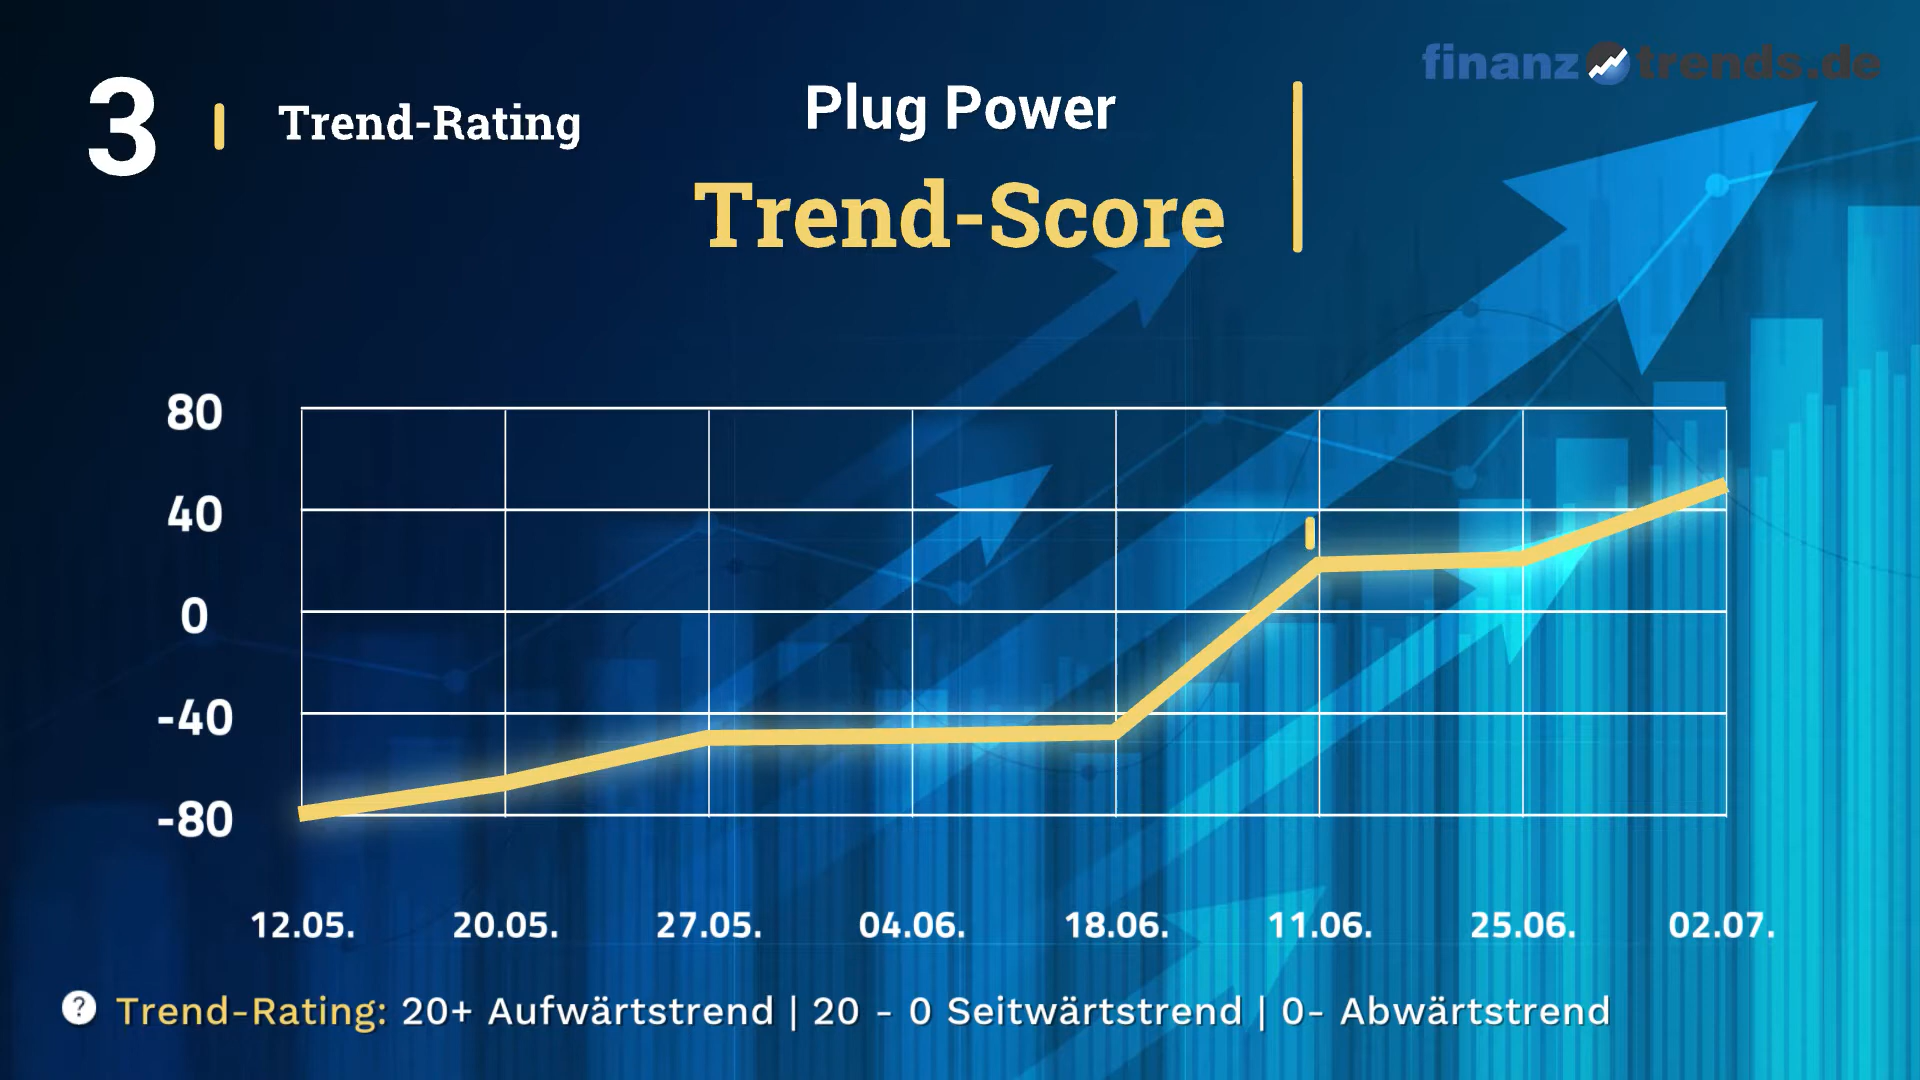 finanztrends.de
3 Trend-Rating
Plug Power
Trend-Score
80
40
0
-40
-80
12.05. 20.05. 27.05. 04.06. 18.06. 11.06. 25.06. 02.07.
? Trend-Rating: 20+ Aufwärtstrend | 20 - 0 Seitwärtstrend | 0- Abwärtstrend